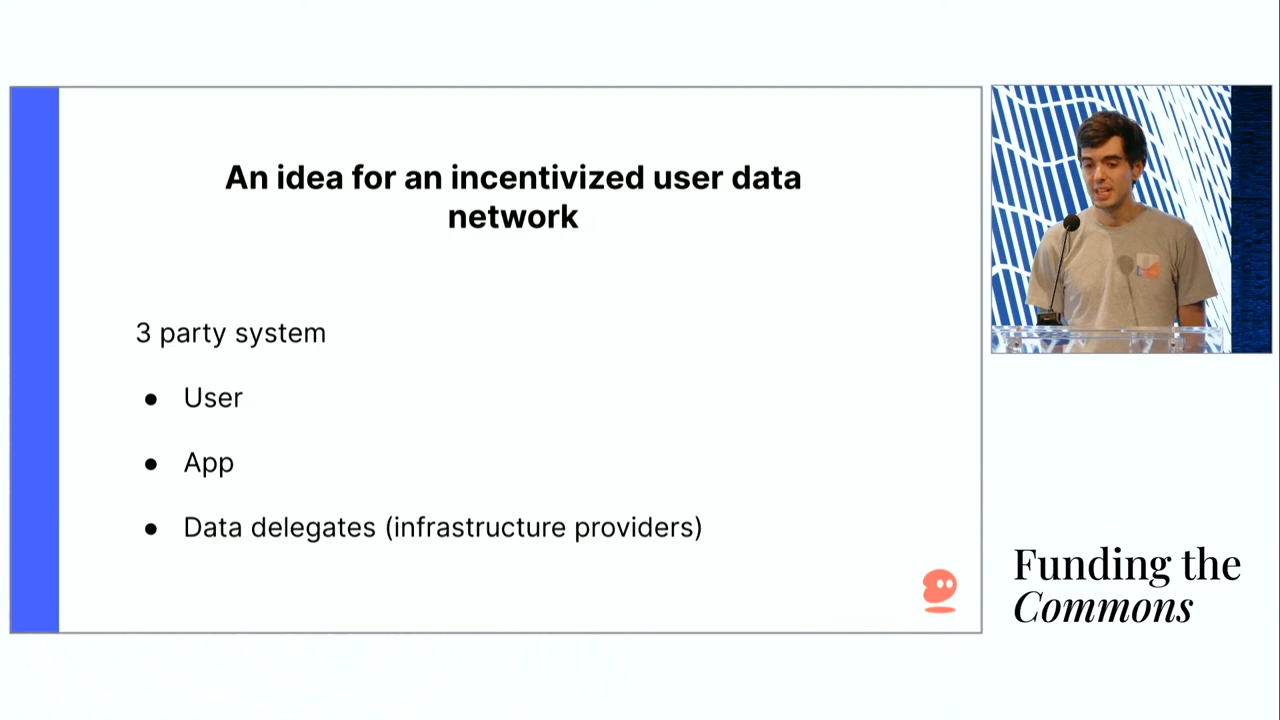 An idea for an incentivized user data
network
3 party system
● User
● App
● Data delegates (infrastructure providers)
Funding the
Commons